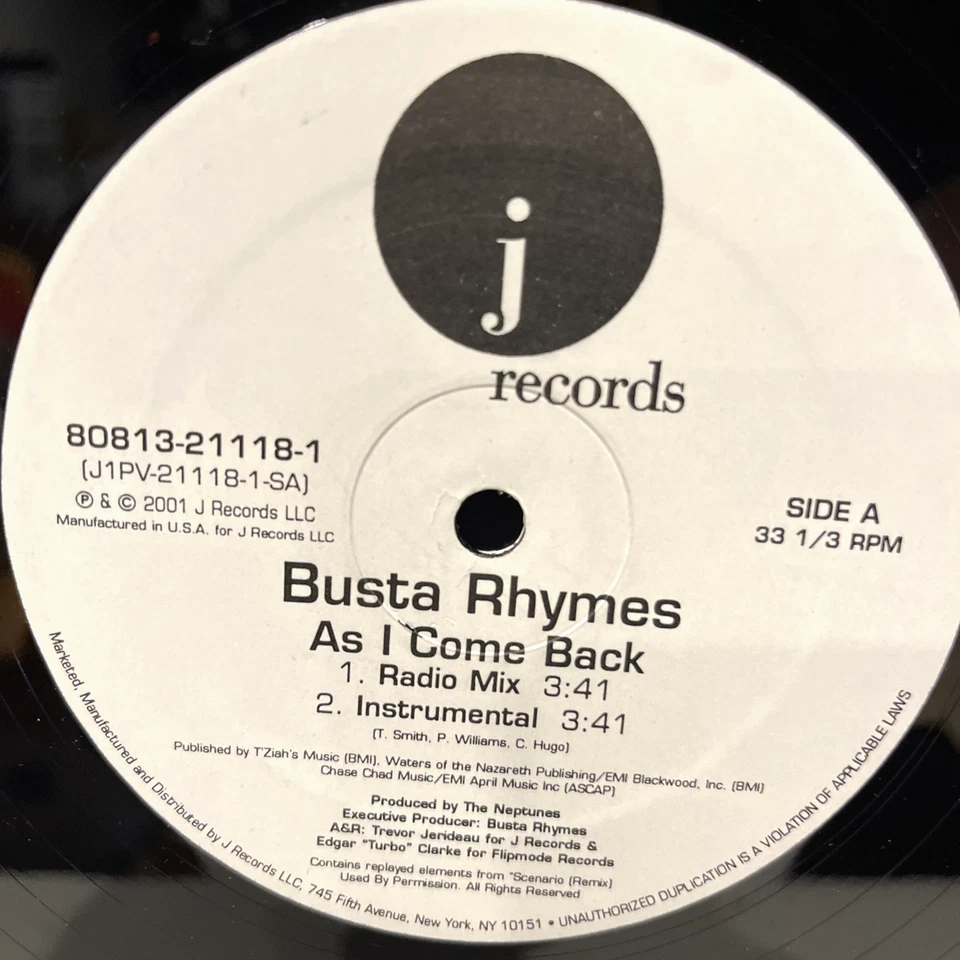 j
records
80813-21118-1
(J1PV-21118-1-SA)
℗ & © 2001 J Records LLC
Manufactured in U.S.A. for J Records LLC
SIDE A
33 1/3 RPM
Busta Rhymes
As I Come Back
1. Radio Mix 3:41
2. Instrumental 3:41
(T. Smith, P. Williams, C. Hugo)
Published by T'Ziah's Music (BMI), Waters of the Nazareth Publishing/EMI Blackwood, Inc. (BMI)
Chase Chad Music/EMI April Music Inc (ASCAP)
Produced by The Neptunes
Executive Producer: Busta Rhymes
A&R: Trevor Jerideau for J Records &
Edgar "Turbo" Clarke for Flipmode Records
Contains replayed elements from "Scenario (Remix)
Used By Permission. All Rights Reserved
Marketed, Manufactured and Distributed by J Records LLC, 745 Fifth Avenue, New York, NY 10151 • UNAUTHORIZED DUPLICATION IS A VIOLATION OF APPLICABLE LAWS